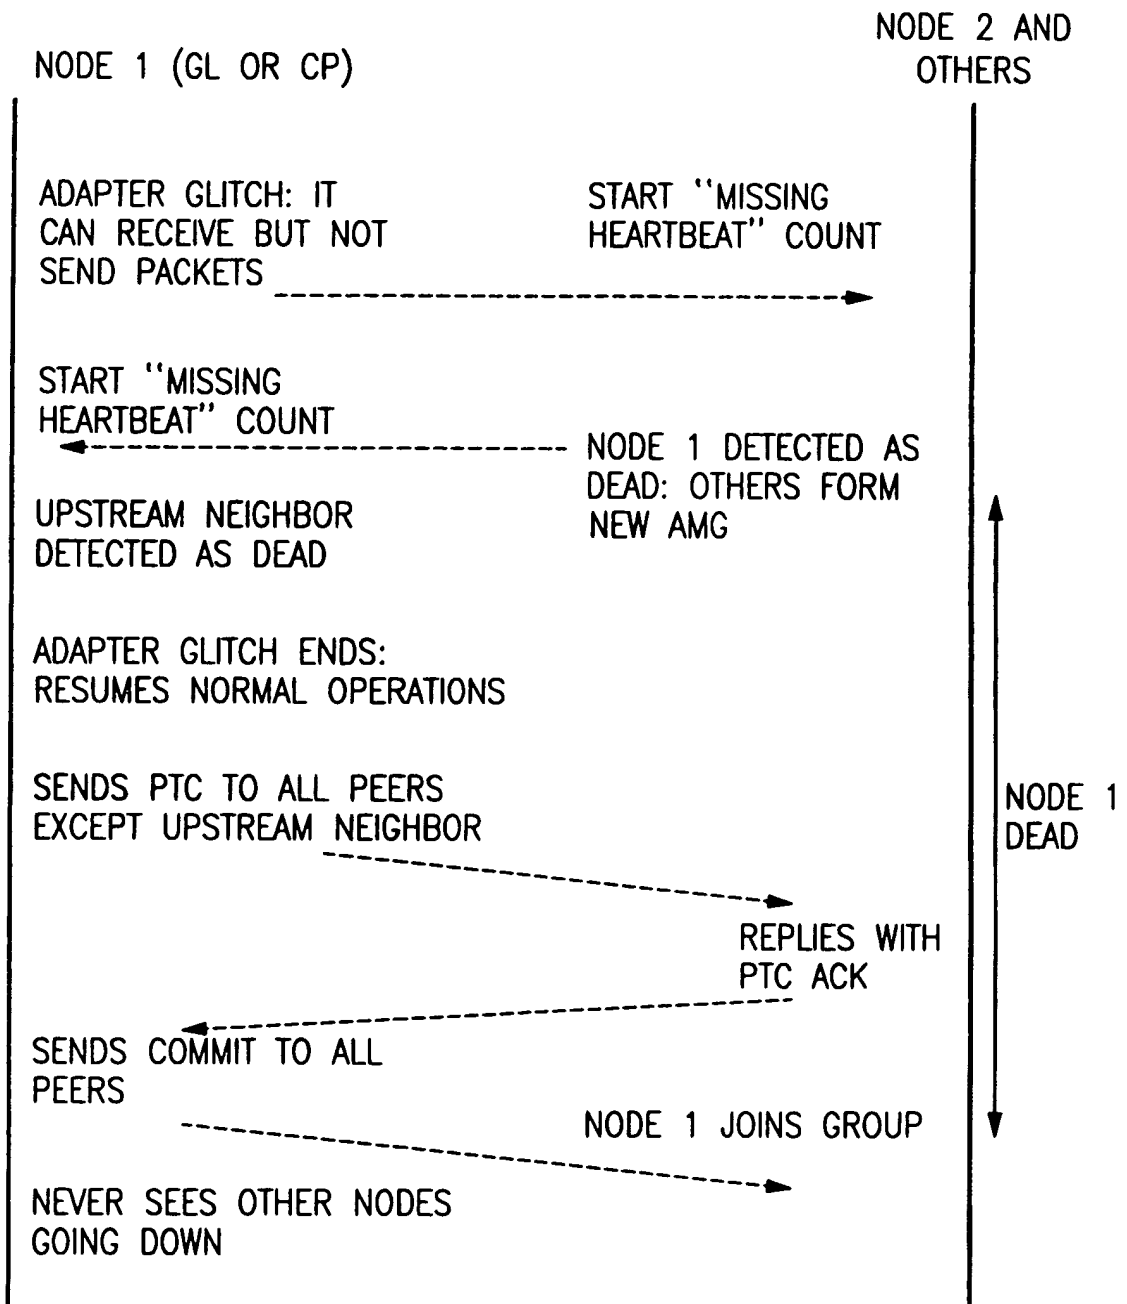 NODE 1 (GL OR CP)
NODE 2 AND
OTHERS
ADAPTER GLITCH: IT
CAN RECEIVE BUT NOT
SEND PACKETS
START "MISSING
HEARTBEAT" COUNT
START "MISSING
HEARTBEAT" COUNT
NODE 1 DETECTED AS
DEAD: OTHERS FORM
NEW AMG
UPSTREAM NEIGHBOR
DETECTED AS DEAD
ADAPTER GLITCH ENDS:
RESUMES NORMAL OPERATIONS
SENDS PTC TO ALL PEERS
EXCEPT UPSTREAM NEIGHBOR
NODE 1
DEAD
REPLIES WITH
PTC ACK
SENDS COMMIT TO ALL
PEERS
NODE 1 JOINS GROUP
NEVER SEES OTHER NODES
GOING DOWN